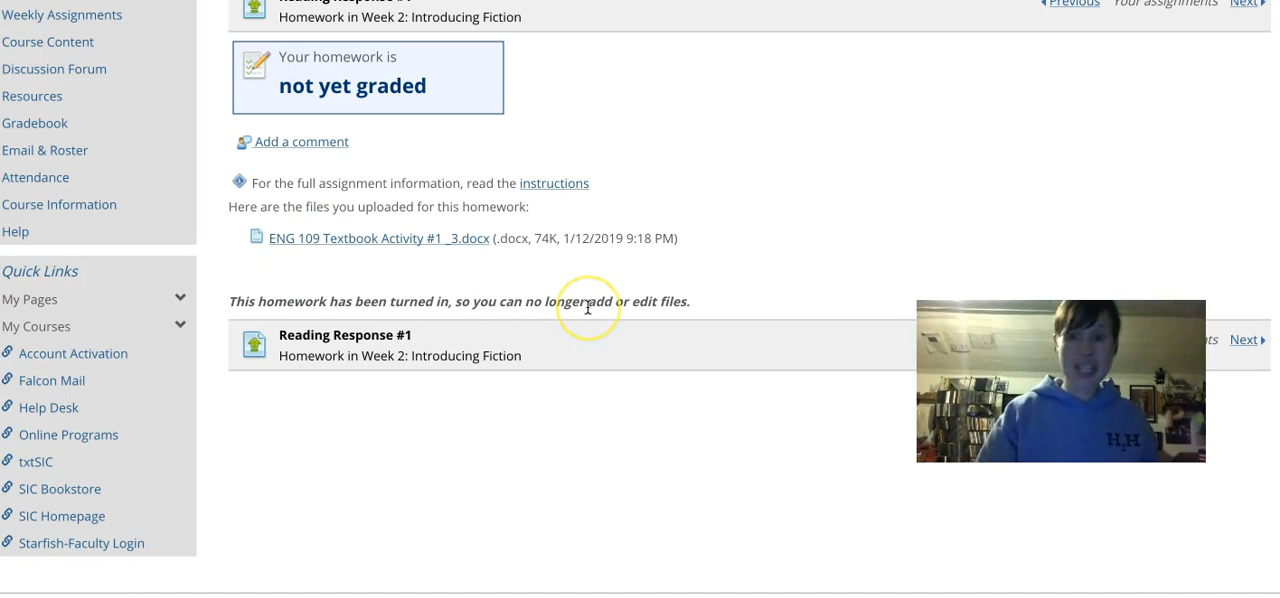 Weekly Assignments
Course Content
Discussion Forum
Resources
Gradebook
Email & Roster
Attendance
Course Information
Help
Quick Links
My Pages
My Courses
Account Activation
Falcon Mail
Help Desk
Online Programs
txtSIC
SIC Bookstore
SIC Homepage
Starfish-Faculty Login
Reading Response #1
Homework in Week 2: Introducing Fiction
Previous Your assignments Next
Your homework is
not yet graded
Add a comment
For the full assignment information, read the instructions
Here are the files you uploaded for this homework:
ENG 109 Textbook Activity #1 _3.docx (.docx, 74K, 1/12/2019 9:18 PM)
This homework has been turned in, so you can no longer add or edit files.
Reading Response #1
Homework in Week 2: Introducing Fiction
Next